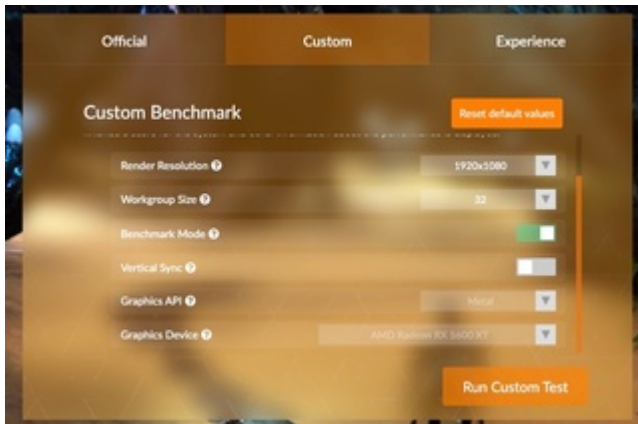 Official Custom Experience
Custom Benchmark
Reset default values
Render Resolution 1920x1080
Workgroup Size 32
Benchmark Mode
Vertical Sync
Graphics API Metal
Graphics Device AMD Radeon RX 5600 XT
Run Custom Test